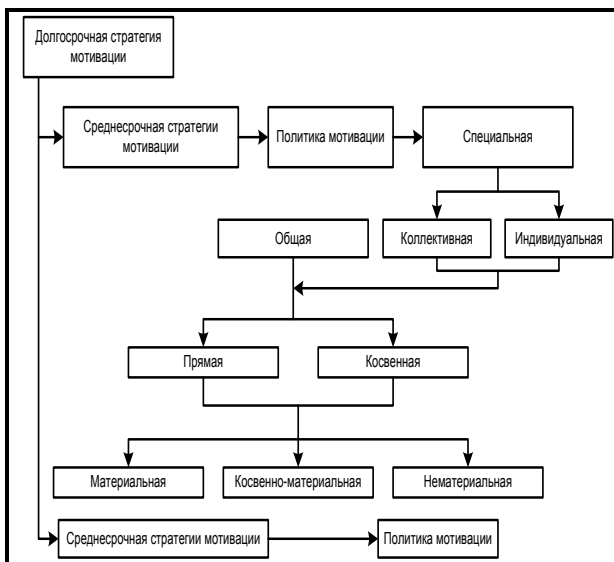 Долгосрочная стратегия
мотивации
Среднесрочная стратегии
мотивации
Политика мотивации
Специальная
Общая
Коллективная
Индивидуальная
Прямая
Косвенная
Материальная
Косвенно-материальная
Нематериальная
Среднесрочная стратегии мотивации
Политика мотивации